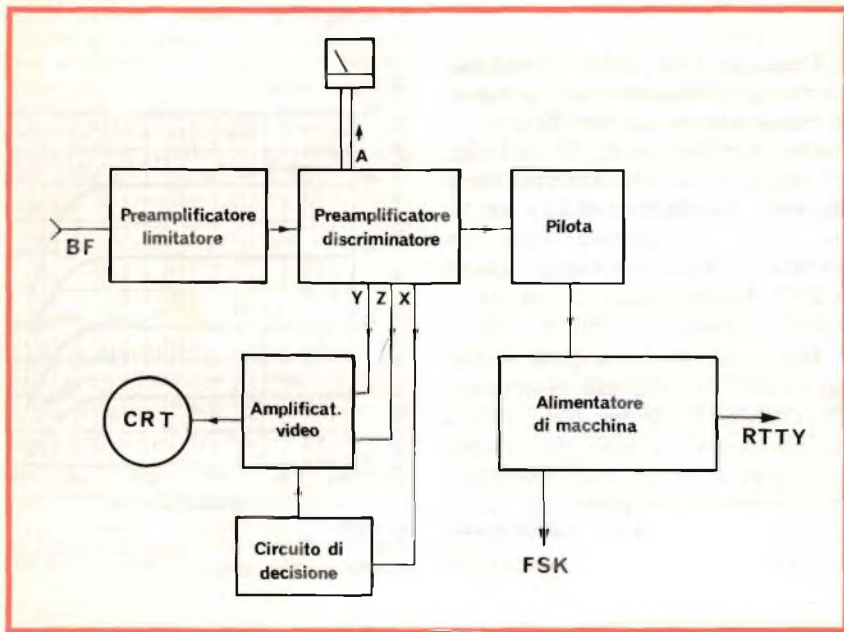 A
Preamplificatore
limitatore
Preamplificatore
discriminatore
Pilota
BF
Y Z X
CRT
Amplificat.
video
Alimentatore
di macchina
RTTY
Circuito di
decisione
FSK